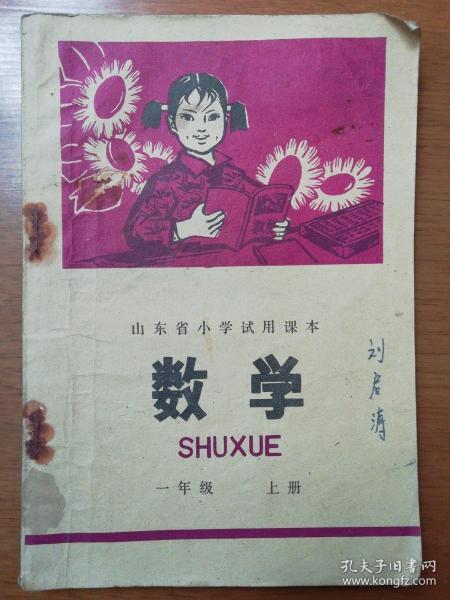 山东省小学试用课本
数学
SHUXUE
一年级 上册
刘启涛
孔夫子旧书网
www.kongfz.com